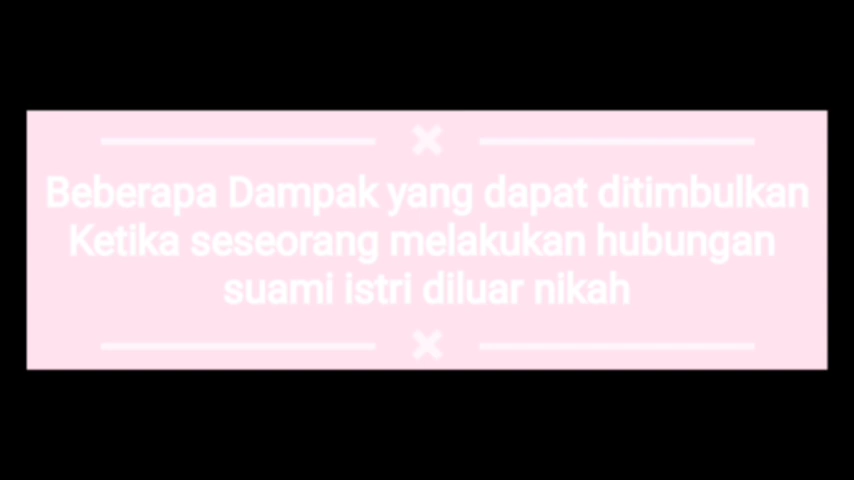 Beberapa Dampak yang dapat ditimbulkan
Ketika seseorang melakukan hubungan
suami istri diluar nikah